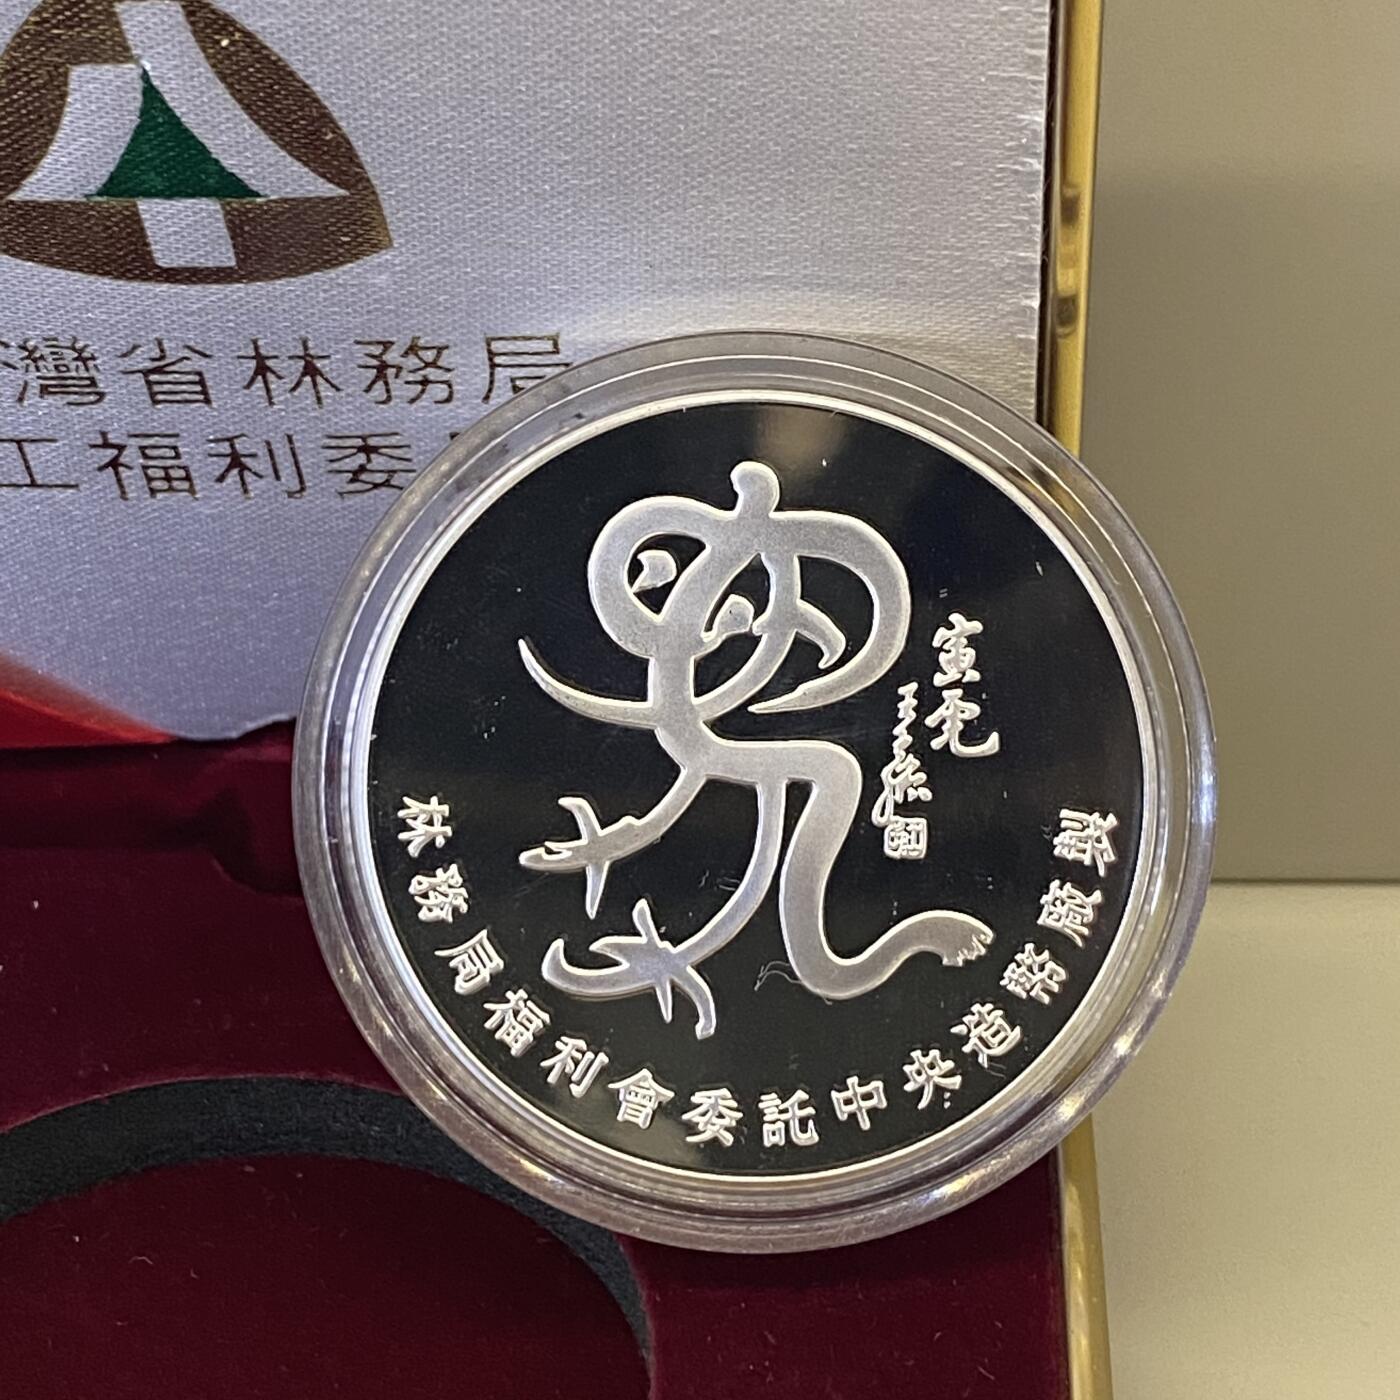 灣省林務局
工福利委
寅虎
林務局福利會委託中央造幣廠製